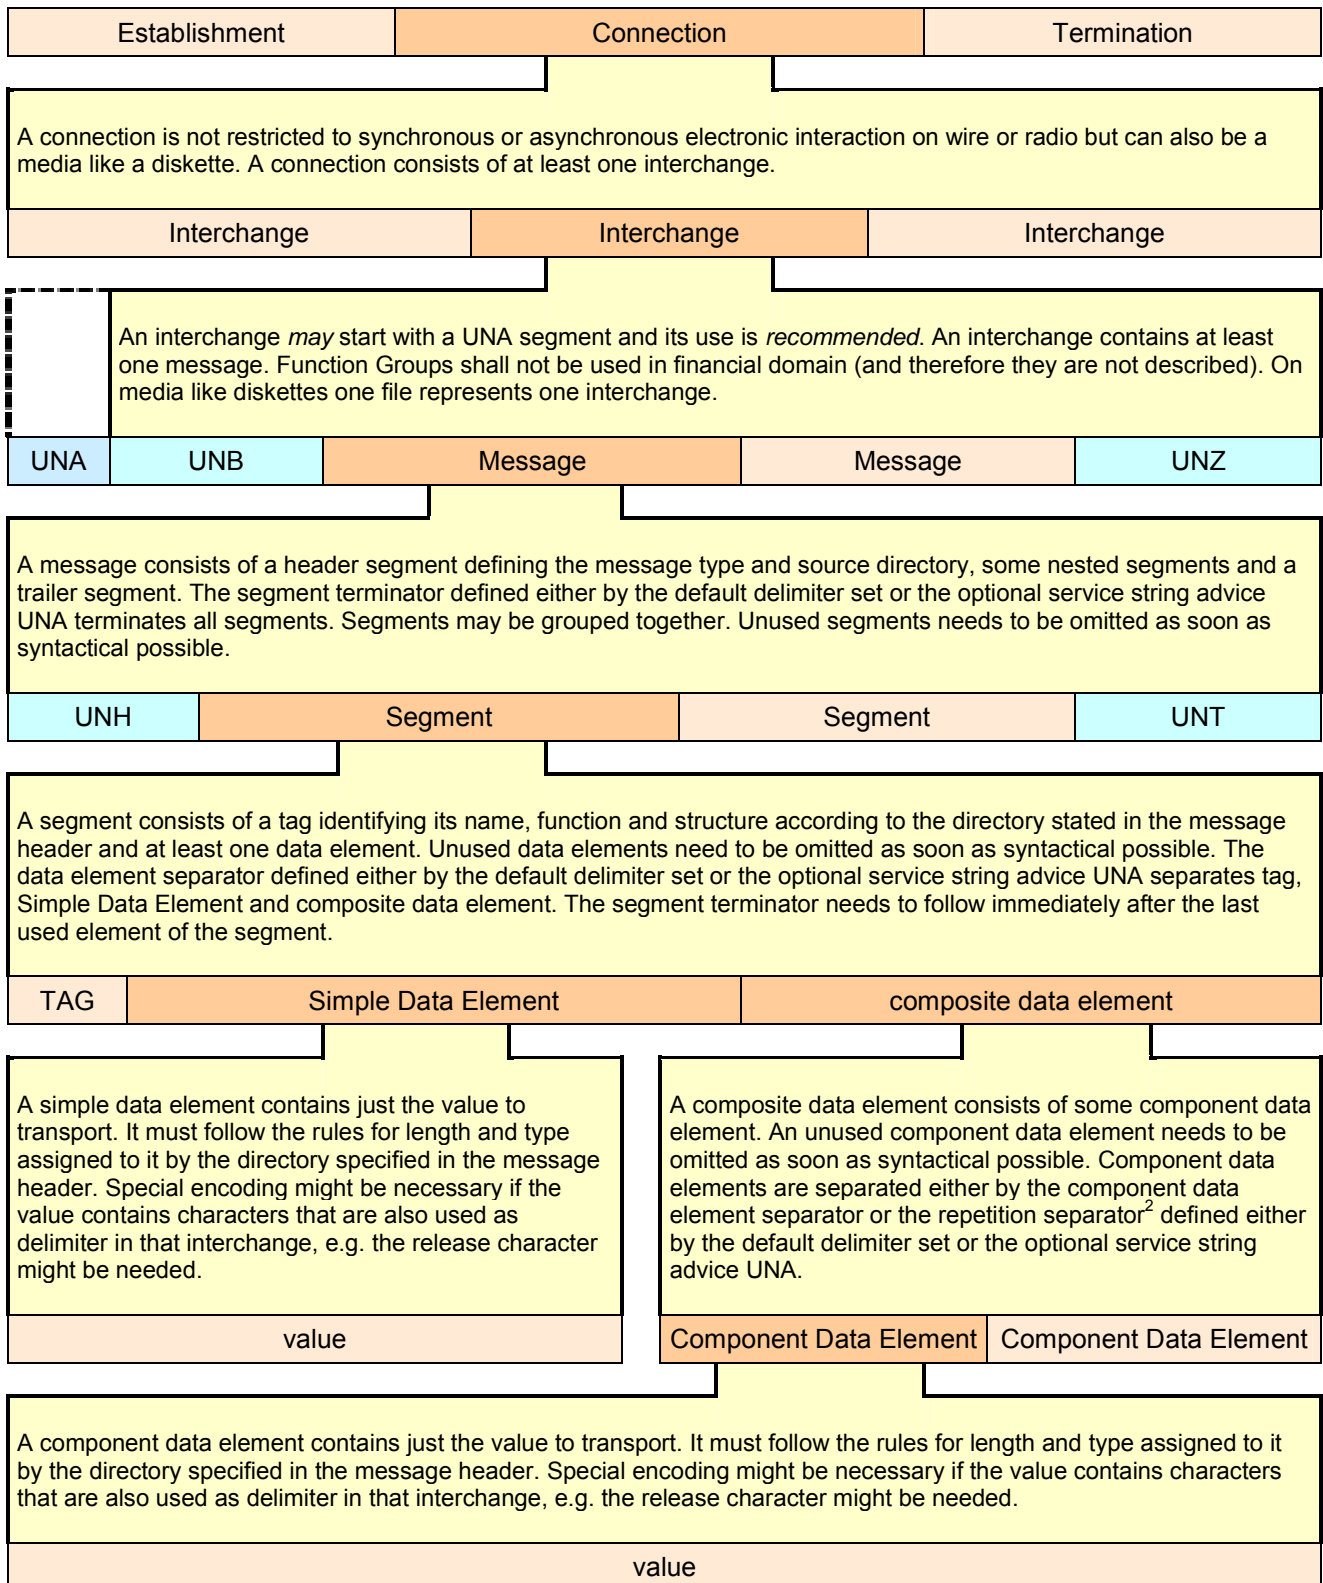 Establishment Connection Termination
A connection is not restricted to synchronous or asynchronous electronic interaction on wire or radio but can also be a
media like a diskette. A connection consists of at least one interchange.
Interchange Interchange Interchange
An interchange may start with a UNA segment and its use is recommended. An interchange contains at least
one message. Function Groups shall not be used in financial domain (and therefore they are not described). On
media like diskettes one file represents one interchange.
UNA UNB Message Message UNZ
A message consists of a header segment defining the message type and source directory, some nested segments and a
trailer segment. The segment terminator defined either by the default delimiter set or the optional service string advice
UNA terminates all segments. Segments may be grouped together. Unused segments needs to be omitted as soon as
syntactical possible.
UNH Segment Segment UNT
A segment consists of a tag identifying its name, function and structure according to the directory stated in the message
header and at least one data element. Unused data elements need to be omitted as soon as syntactical possible. The
data element separator defined either by the default delimiter set or the optional service string advice UNA separates tag,
Simple Data Element and composite data element. The segment terminator needs to follow immediately after the last
used element of the segment.
TAG Simple Data Element composite data element
A simple data element contains just the value to
transport. It must follow the rules for length and type
assigned to it by the directory specified in the message
header. Special encoding might be necessary if the
value contains characters that are also used as
delimiter in that interchange, e.g. the release character
might be needed.
value
A composite data element consists of some component data
element. An unused component data element needs to be
omitted as soon as syntactical possible. Component data
elements are separated either by the component data
element separator or the repetition separator² defined either
by the default delimiter set or the optional service string
advice UNA.
Component Data Element Component Data Element
A component data element contains just the value to transport. It must follow the rules for length and type assigned to it
by the directory specified in the message header. Special encoding might be necessary if the value contains characters
that are also used as delimiter in that interchange, e.g. the release character might be needed.
value